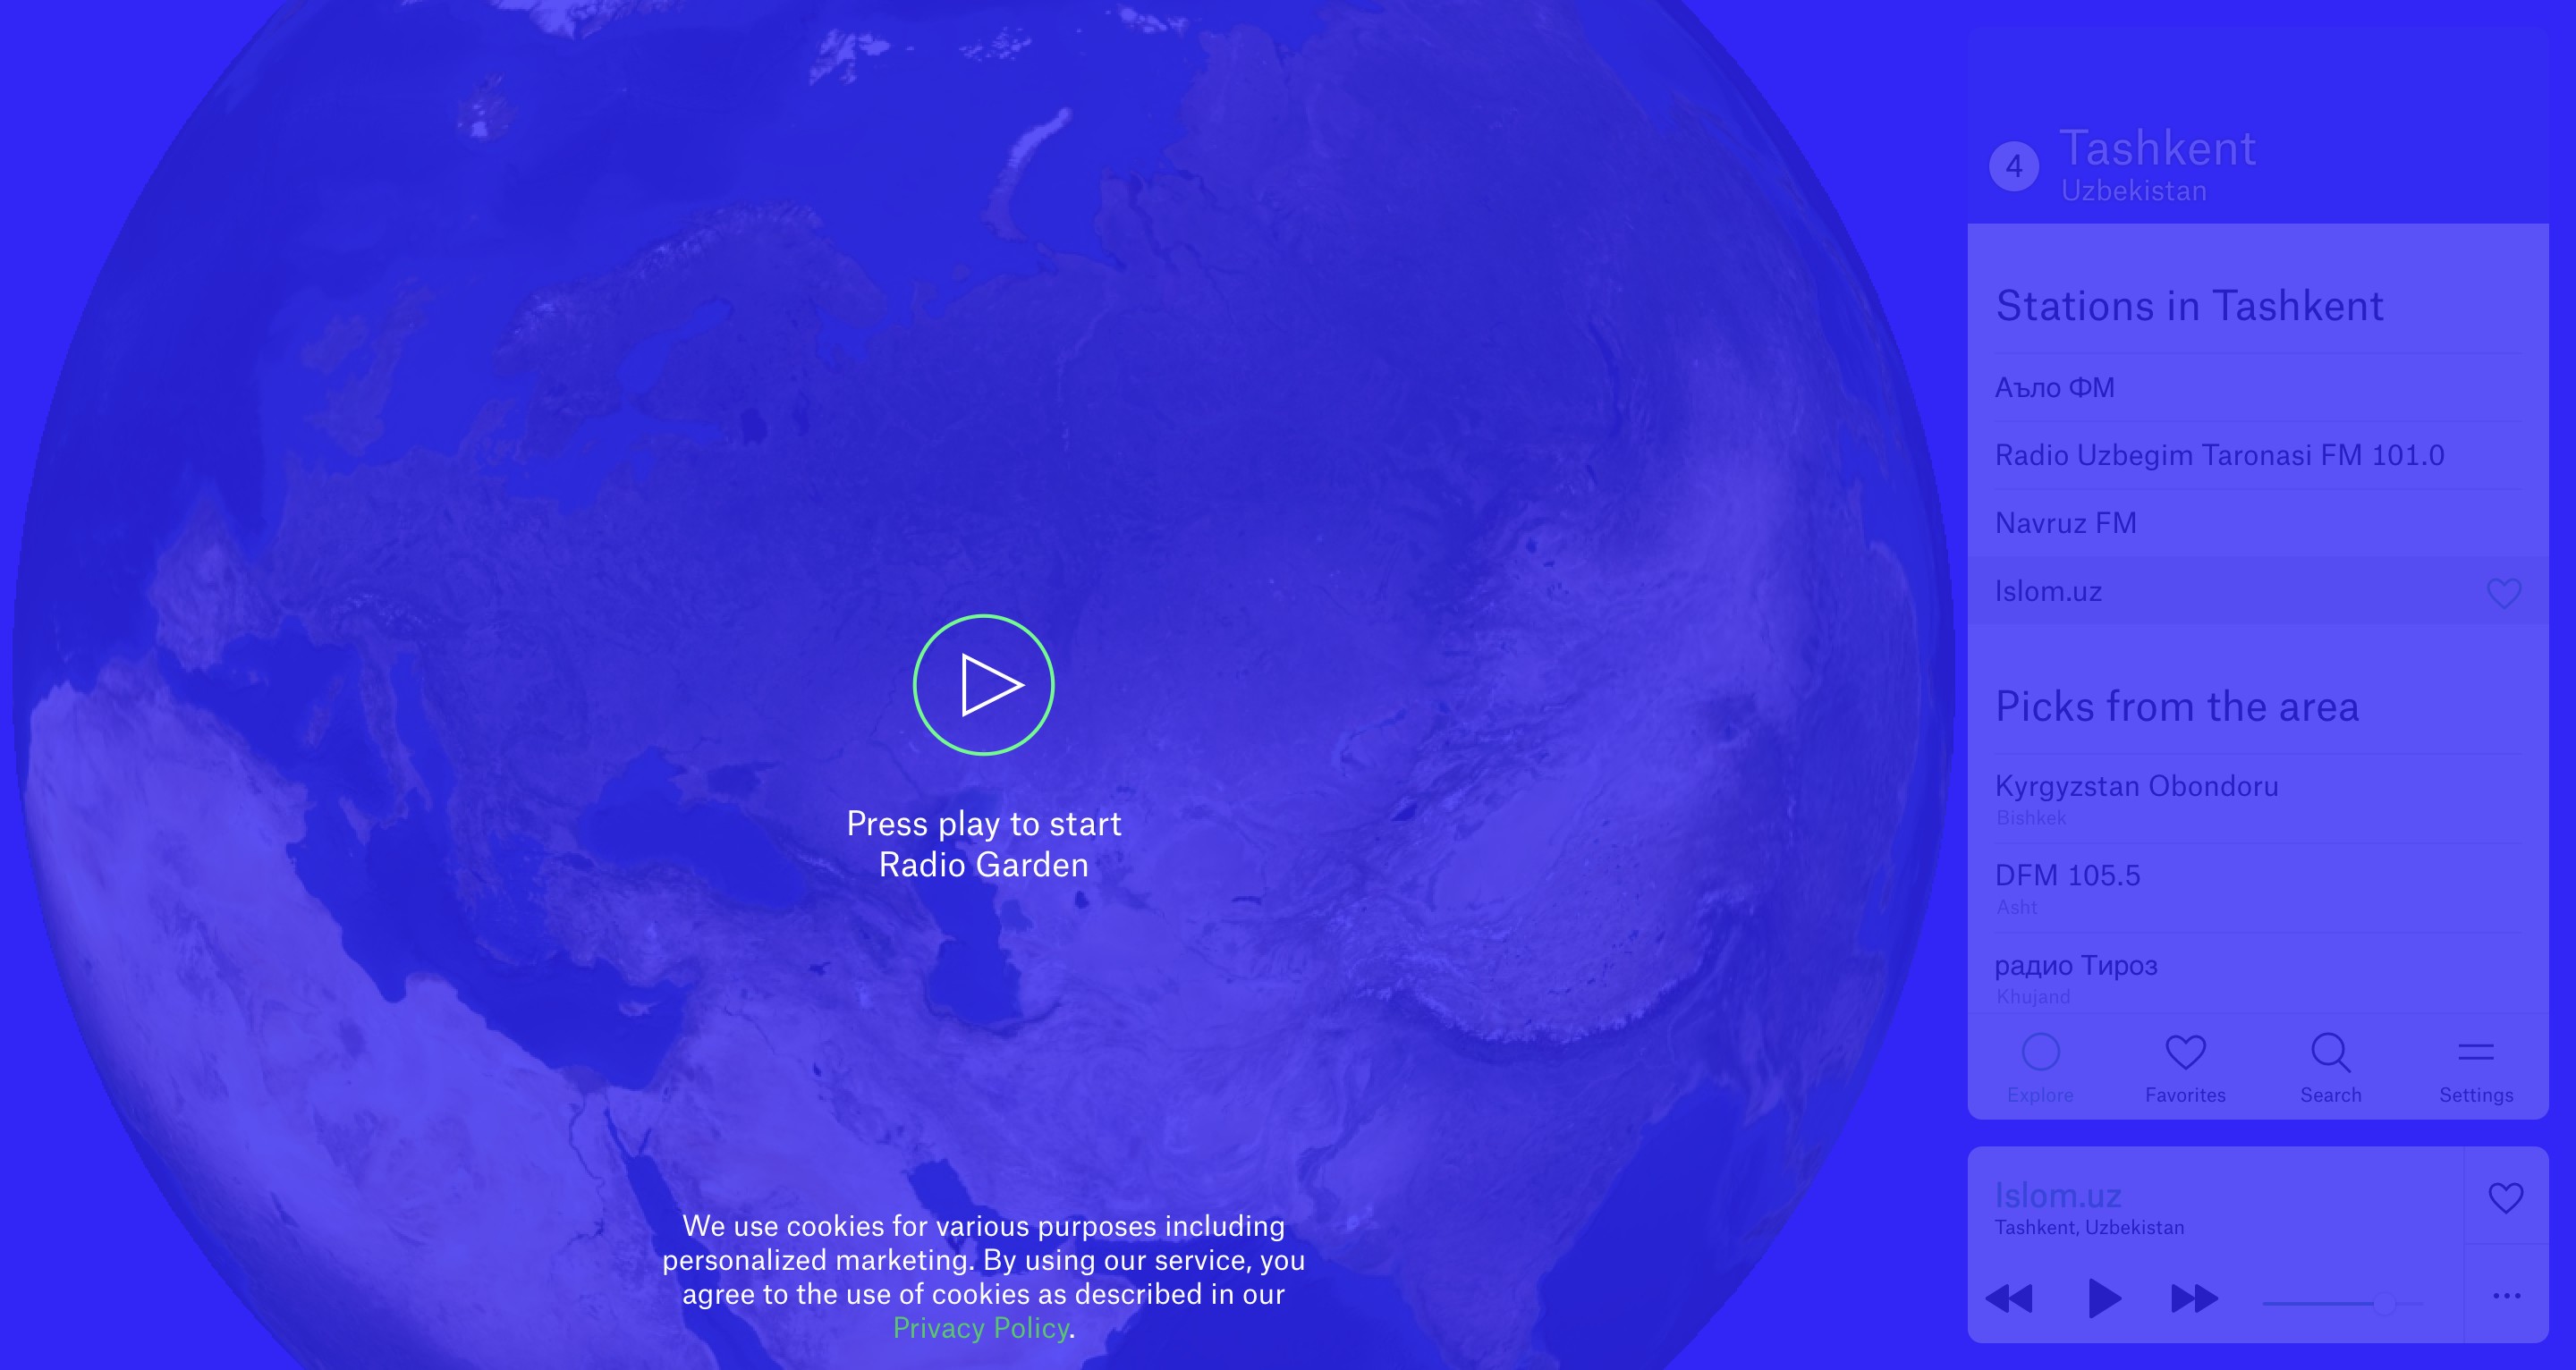 Press play to start
Radio Garden
We use cookies for various purposes including
personalized marketing. By using our service, you
agree to the use of cookies as described in our
Privacy Policy.
4
Tashkent
Uzbekistan
Stations in Tashkent
Аъло ФМ
Radio Uzbegim Taronasi FM 101.0
Navruz FM
Islom.uz
Picks from the area
Kyrgyzstan Obondoru
Bishkek
DFM 105.5
Asht
радио Тироз
Khujand
Explore Favorites Search Settings
Islom.uz
Tashkent, Uzbekistan